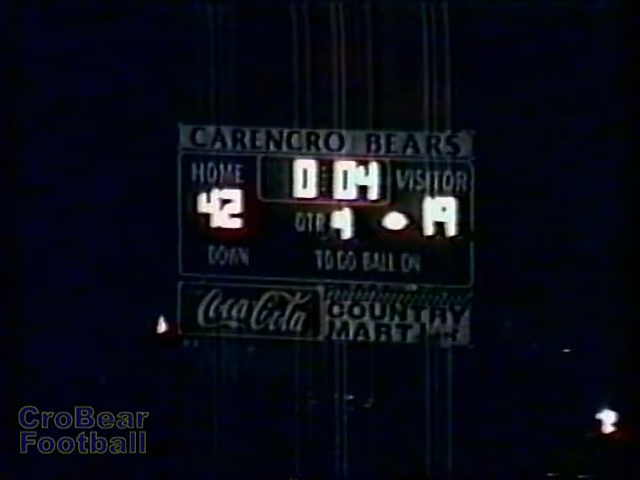 CARENCRO BEARS
HOME 0:04 VISITOR
42 QTR 4 19
DOWN TO GO BALL ON
Coca-Cola COUNTRY
MART
CroBear
Football